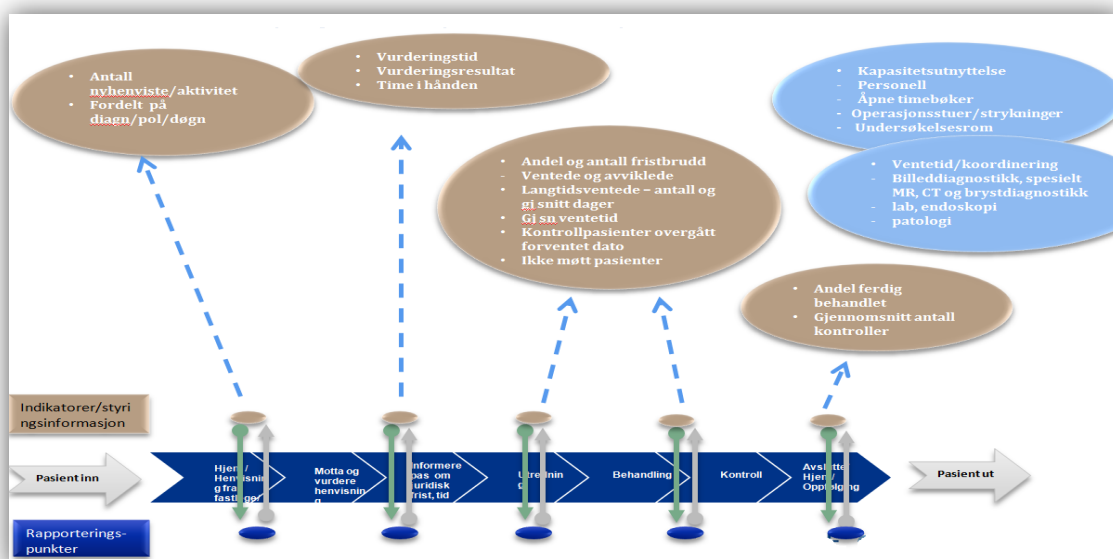 • Antall
nyhenviste/aktivitet
• Fordelt på
diagn/pol/døgn
• Vurderingstid
• Vurderingsresultat
• Time i hånden
• Andel og antall fristbrudd
- Ventede og avviklede
• Langtidsventede – antall og
gj snitt dager
• Gj sn ventetid
• Kontrollpasienter overgått
forventet dato
• Ikke møtt pasienter
• Kapasitetsutnyttelse
- Personell
- Åpne timebøker
- Operasjonsstuer/strykninger
- Undersøkelsesrom
• Ventetid/koordinering
- Billeddiagnostikk, spesielt
MR, CT og brystdiagnostikk
- lab, endoskopi
- patologi
• Andel ferdig
behandlet
• Gjennomsnitt antall
kontroller
Indikatorer/styri
ngsinformasjon
Pasient inn
Hjem /
Henvisnin
g fra
fastleger
Motta og
vurdere
henvisnin
g
Informere
pas om
juridisk
frist, tid
Utrednin
g
Behandling
Kontroll
Avslutte
Hjem /
Oppfølging
Pasient ut
Rapporterings-
punkter